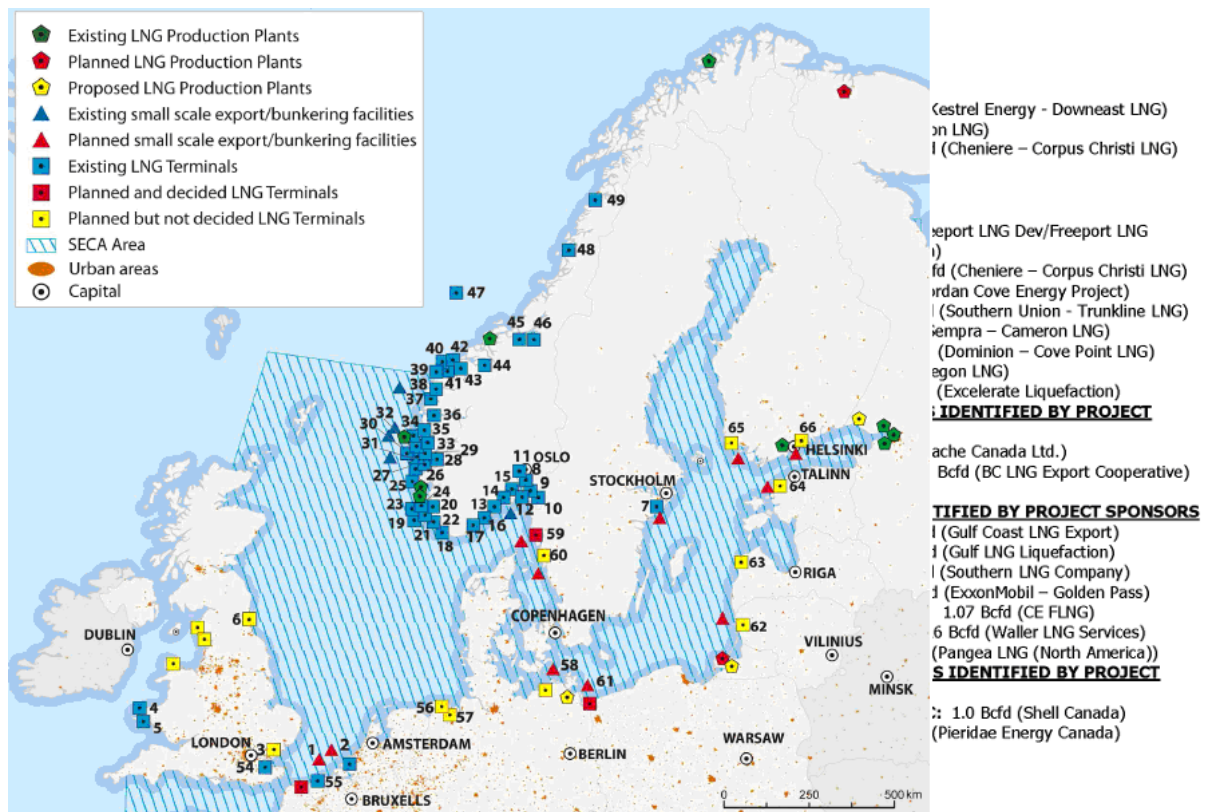 Existing LNG Production Plants
Planned LNG Production Plants
Proposed LNG Production Plants
Existing small scale export/bunkering facilities
Planned small scale export/bunkering facilities
Existing LNG Terminals
Planned and decided LNG Terminals
Planned but not decided LNG Terminals
SECA Area
Urban areas
Capital
49
48
47
45 46
40 42
44
39 41 43
38
37
36
32
30 34 35
31 33
29
28
27 26
25
24
23 20
19 21 22
18
11 OSLO
8
15 9
14
13 12 10
16
17
59
60
STOCKHOLM
7
65
66
HELSINKI
TALINN
64
63
RIGA
62
COPENHAGEN
VILINIUS
MINSK
58
61
DUBLIN
6
4
5
LONDON
3
54
1 2
55
56
57
AMSTERDAM
BRUXELLS
BERLIN
WARSAW
0 250 500 km
Kestrel Energy - Downeast LNG)
on LNG)
d (Cheniere – Corpus Christi LNG)
eeport LNG Dev/Freeport LNG
)
fd (Cheniere – Corpus Christi LNG)
ordan Cove Energy Project)
(Southern Union - Trunkline LNG)
Sempra – Cameron LNG)
(Dominion – Cove Point LNG)
egon LNG)
(Excelerate Liquefaction)
S IDENTIFIED BY PROJECT
ache Canada Ltd.)
Bcfd (BC LNG Export Cooperative)
TIFIED BY PROJECT SPONSORS
d (Gulf Coast LNG Export)
d (Gulf LNG Liquefaction)
(Southern LNG Company)
d (ExxonMobil – Golden Pass)
1.07 Bcfd (CE FLNG)
6 Bcfd (Waller LNG Services)
(Pangea LNG (North America))
S IDENTIFIED BY PROJECT
: 1.0 Bcfd (Shell Canada)
(Pieridae Energy Canada)